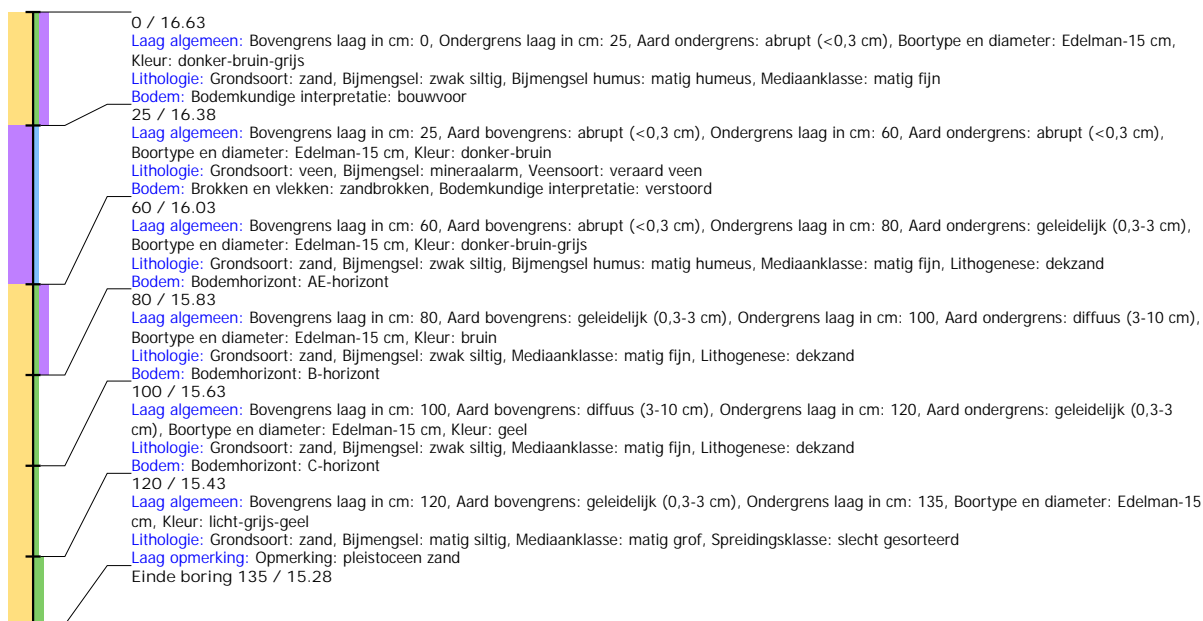 0 / 16.63
Laag algemeen: Bovengrens laag in cm: 0, Ondergrens laag in cm: 25, Aard ondergrens: abrupt (<0,3 cm), Boortype en diameter: Edelman-15 cm,
Kleur: donker-bruin-grijs
Lithologie: Grondsoort: zand, Bijmengsel: zwak siltig, Bijmengsel humus: matig humeus, Mediaanklasse: matig fijn
Bodem: Bodemkundige interpretatie: bouwvoor
25 / 16.38
Laag algemeen: Bovengrens laag in cm: 25, Aard bovengrens: abrupt (<0,3 cm), Ondergrens laag in cm: 60, Aard ondergrens: abrupt (<0,3 cm),
Boortype en diameter: Edelman-15 cm, Kleur: donker-bruin
Lithologie: Grondsoort: veen, Bijmengsel: mineraalarm, Veensoort: veraard veen
Bodem: Brokken en vlekken: zandbrokken, Bodemkundige interpretatie: verstoord
60 / 16.03
Laag algemeen: Bovengrens laag in cm: 60, Aard bovengrens: abrupt (<0,3 cm), Ondergrens laag in cm: 80, Aard ondergrens: geleidelijk (0,3-3 cm),
Boortype en diameter: Edelman-15 cm, Kleur: donker-bruin-grijs
Lithologie: Grondsoort: zand, Bijmengsel: zwak siltig, Bijmengsel humus: matig humeus, Mediaanklasse: matig fijn, Lithogenese: dekzand
Bodem: Bodemhorizont: AE-horizont
80 / 15.83
Laag algemeen: Bovengrens laag in cm: 80, Aard bovengrens: geleidelijk (0,3-3 cm), Ondergrens laag in cm: 100, Aard ondergrens: diffuus (3-10 cm),
Boortype en diameter: Edelman-15 cm, Kleur: bruin
Lithologie: Grondsoort: zand, Bijmengsel: zwak siltig, Mediaanklasse: matig fijn, Lithogenese: dekzand
Bodem: Bodemhorizont: B-horizont
100 / 15.63
Laag algemeen: Bovengrens laag in cm: 100, Aard bovengrens: diffuus (3-10 cm), Ondergrens laag in cm: 120, Aard ondergrens: geleidelijk (0,3-3
cm), Boortype en diameter: Edelman-15 cm, Kleur: geel
Lithologie: Grondsoort: zand, Bijmengsel: zwak siltig, Mediaanklasse: matig fijn, Lithogenese: dekzand
Bodem: Bodemhorizont: C-horizont
120 / 15.43
Laag algemeen: Bovengrens laag in cm: 120, Aard bovengrens: geleidelijk (0,3-3 cm), Ondergrens laag in cm: 135, Boortype en diameter: Edelman-15
cm, Kleur: licht-grijs-geel
Lithologie: Grondsoort: zand, Bijmengsel: matig siltig, Mediaanklasse: matig grof, Spreidingsklasse: slecht gesorteerd
Laag opmerking: Opmerking: pleistoceen zand
Einde boring 135 / 15.28